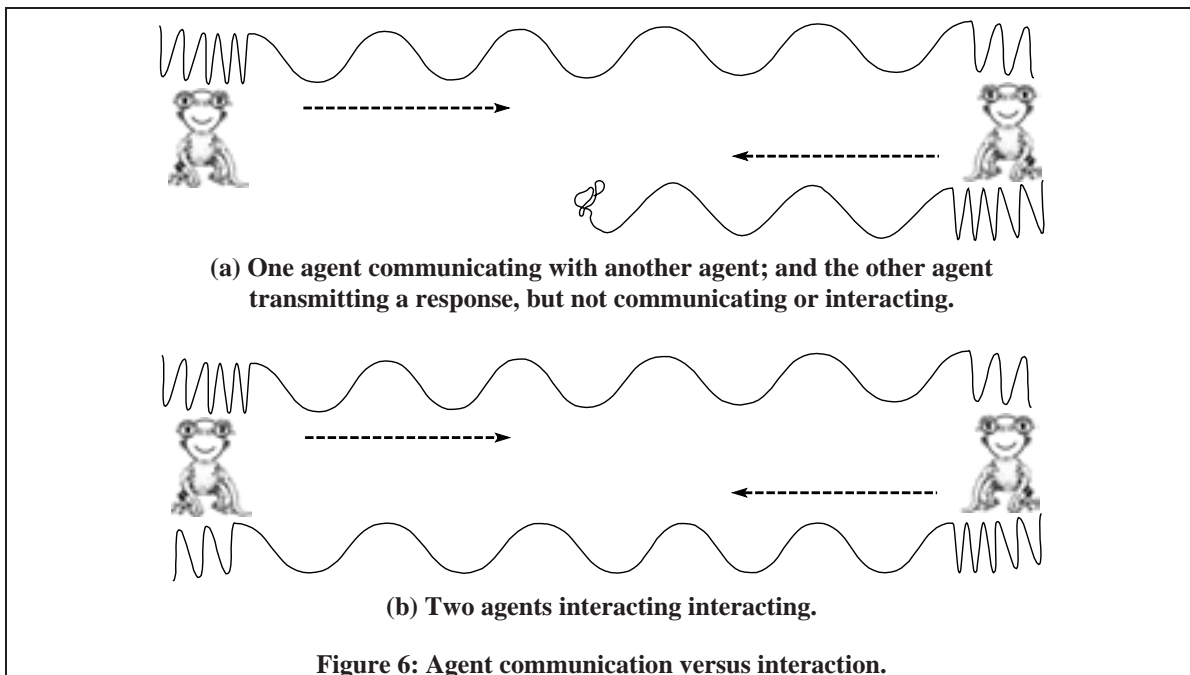 (a) One agent communicating with another agent; and the other agent
transmitting a response, but not communicating or interacting.
(b) Two agents interacting interacting.
Figure 6: Agent communication versus interaction.